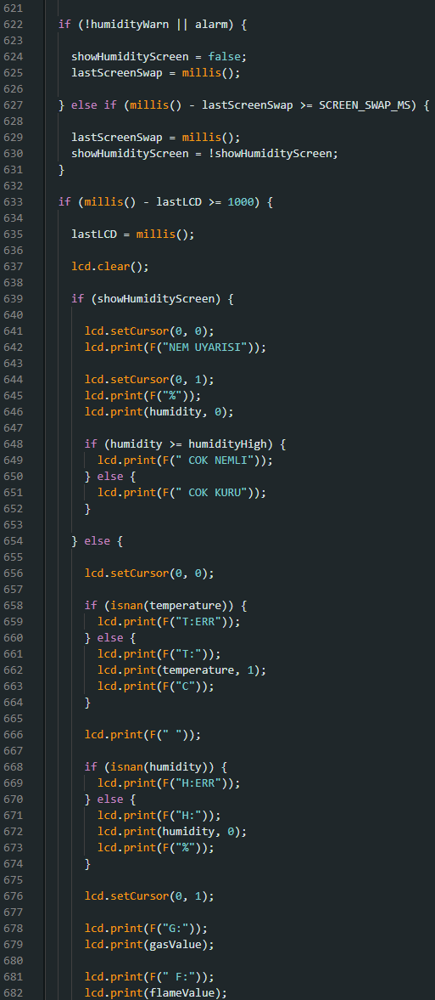 621
622 if (!humidityWarn || alarm) {
623
624 showHumidityScreen = false;
625 lastScreenSwap = millis();
626
627 } else if (millis() - lastScreenSwap >= SCREEN_SWAP_MS) {
628
629 lastScreenSwap = millis();
630 showHumidityScreen = !showHumidityScreen;
631 }
632
633 if (millis() - lastLCD >= 1000) {
634
635 lastLCD = millis();
636
637 lcd.clear();
638
639 if (showHumidityScreen) {
640
641 lcd.setCursor(0, 0);
642 lcd.print(F("NEM UYARISI"));
643
644 lcd.setCursor(0, 1);
645 lcd.print(F("%"));
646 lcd.print(humidity, 0);
647
648 if (humidity >= humidityHigh) {
649 lcd.print(F(" COK NEMLI"));
650 } else {
651 lcd.print(F(" COK KURU"));
652 }
653
654 } else {
655
656 lcd.setCursor(0, 0);
657
658 if (isnan(temperature)) {
659 lcd.print(F("T:ERR"));
660 } else {
661 lcd.print(F("T:"));
662 lcd.print(temperature, 1);
663 lcd.print(F("C"));
664 }
665
666 lcd.print(F(" "));
667
668 if (isnan(humidity)) {
669 lcd.print(F("H:ERR"));
670 } else {
671 lcd.print(F("H:"));
672 lcd.print(humidity, 0);
673 lcd.print(F("%"));
674 }
675
676 lcd.setCursor(0, 1);
677
678 lcd.print(F("G:"));
679 lcd.print(gasValue);
680
681 lcd.print(F(" F:"));
682 lcd.print(flameValue);